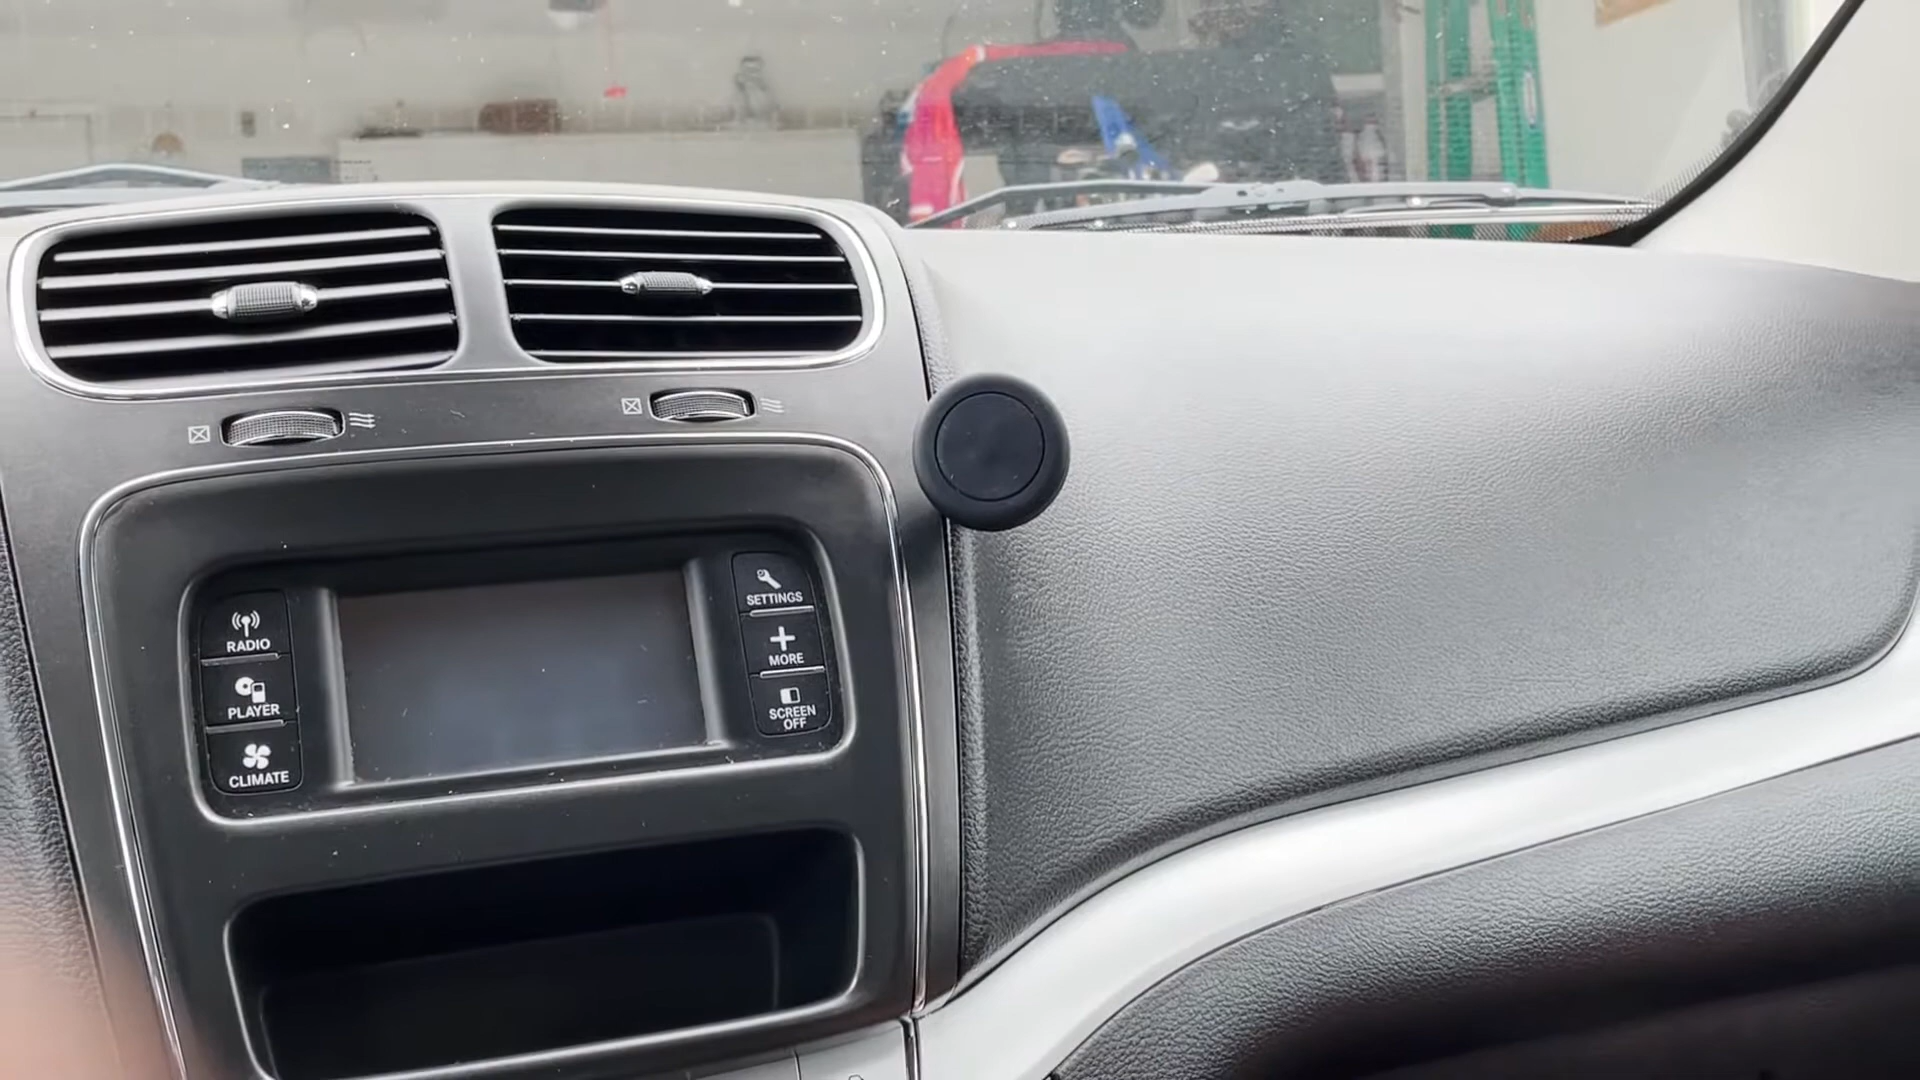 RADIO
PLAYER
CLIMATE
SETTINGS
MORE
SCREEN
OFF